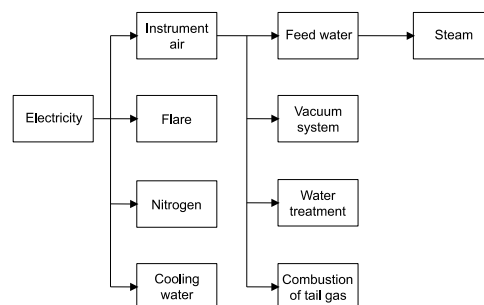 Instrument
air
Feed water
Steam
Electricity
Flare
Vacuum
system
Nitrogen
Water
treatment
Cooling
water
Combustion
of tail gas